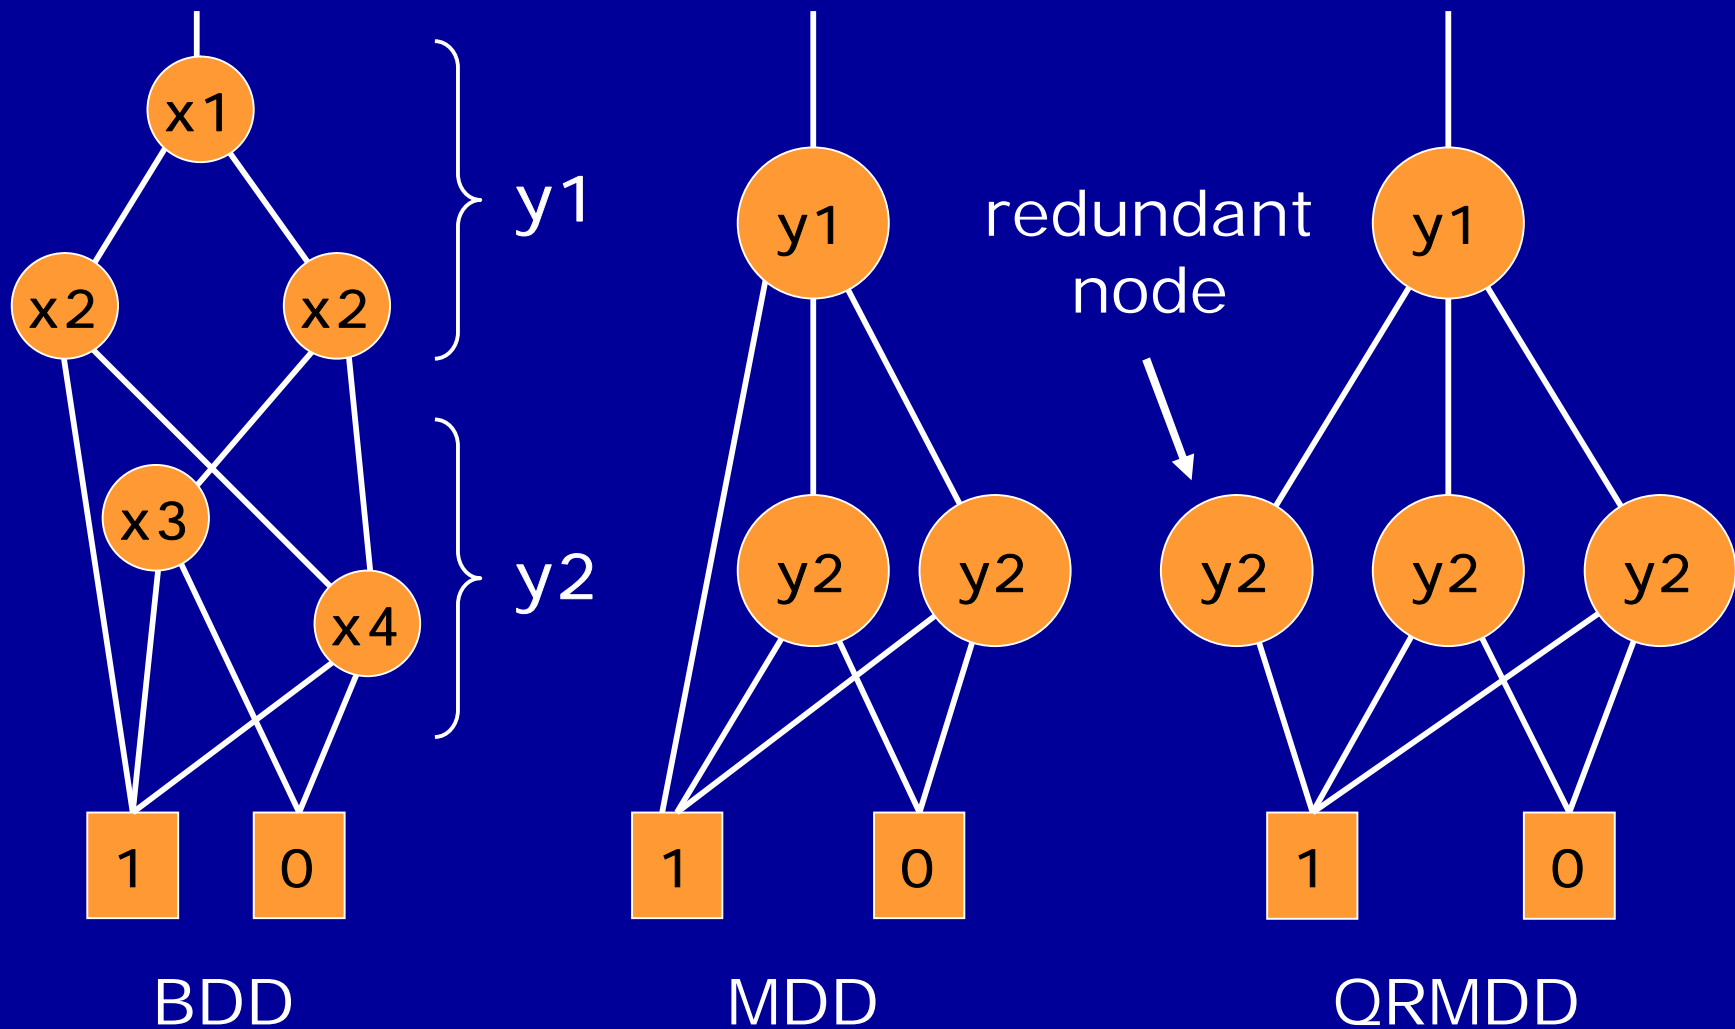 x1
x2 x2
x3
x4
1 0
y1
y2
BDD
y1
y2 y2
1 0
MDD
redundant
node
y1
y2 y2 y2
1 0
QRMDD